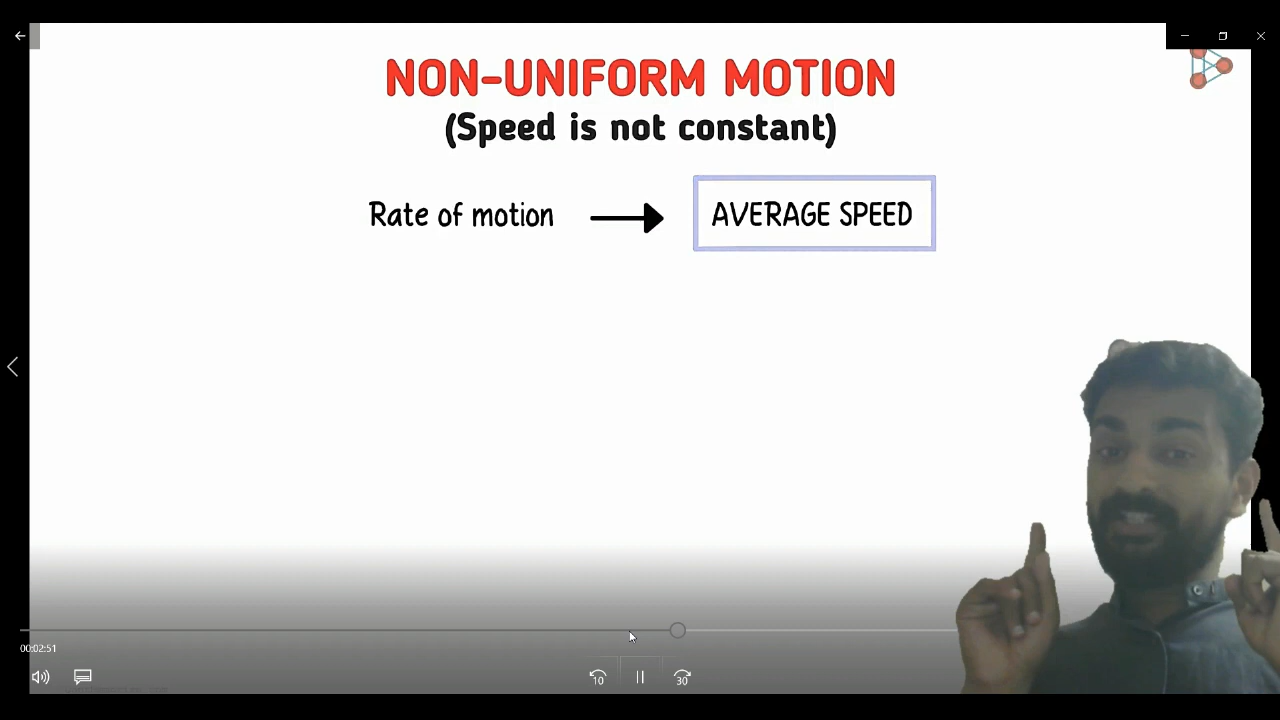 NON-UNIFORM MOTION
(Speed is not constant)
Rate of motion
AVERAGE SPEED
00:02:51
10
30